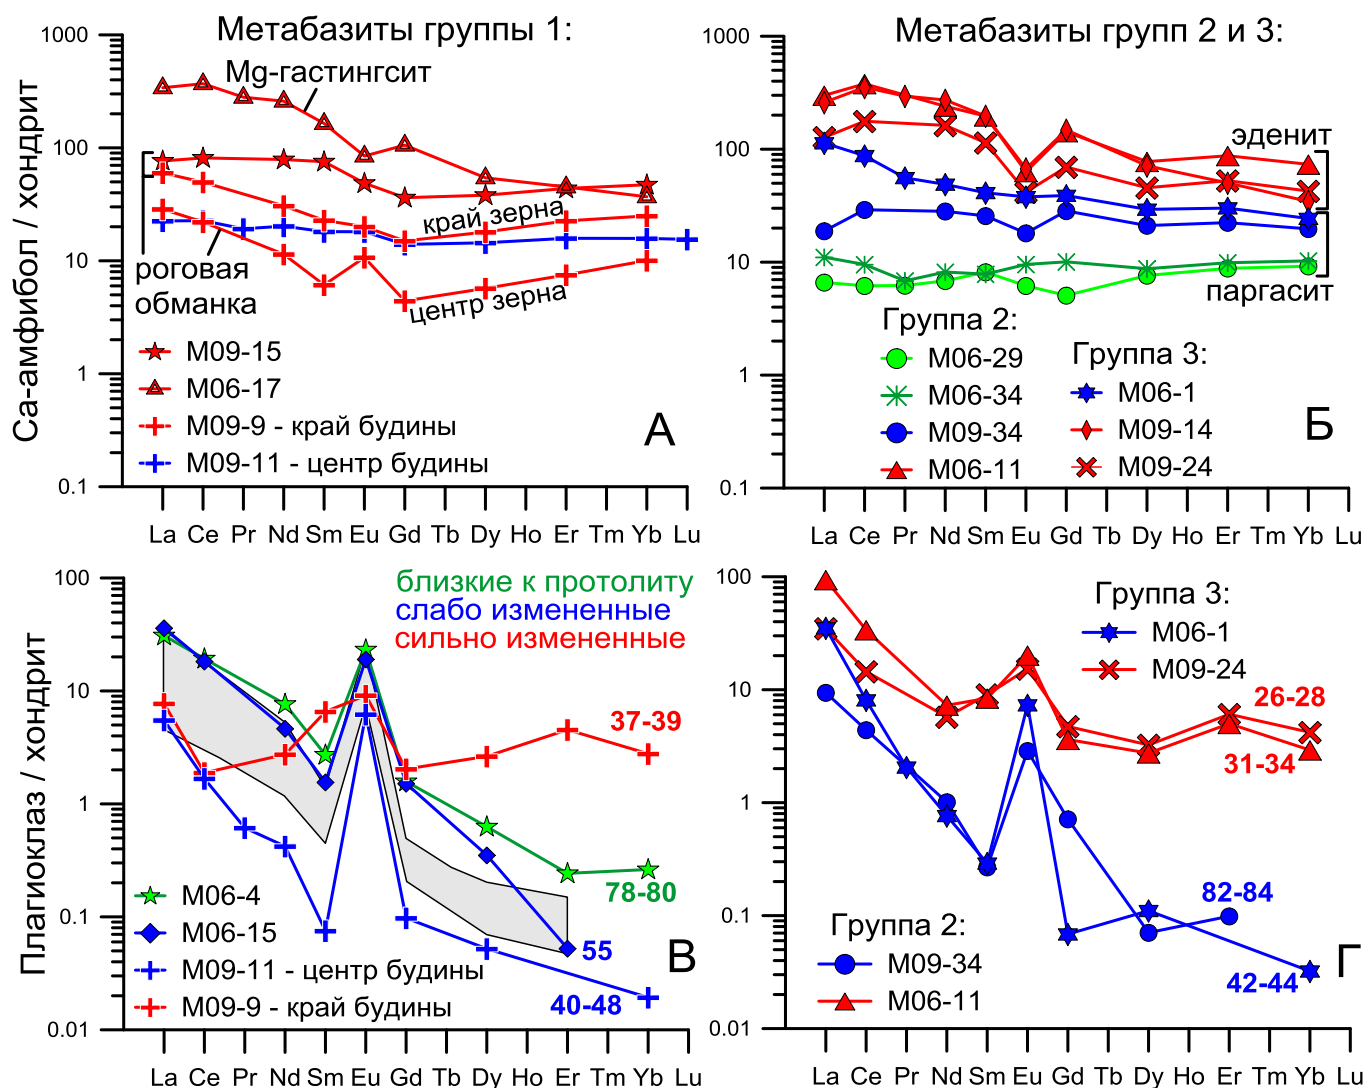 Метабазиты группы 1:
Ca-амфибол / хондрит
1000
100
10
1
0.1
Mg-гастингсит
край зерна
роговая
обманка
центр зерна
M09-15
M06-17
M09-9 - край будины
M09-11 - центр будины
А
La Ce Pr Nd Sm Eu Gd Tb Dy Ho Er Tm Yb Lu
Метабазиты групп 2 и 3:
1000
100
10
1
0.1
эденит
паргасит
Группа 2:
M06-29
M06-34
M09-34
M06-11
Группа 3:
M06-1
M09-14
M09-24
Б
La Ce Pr Nd Sm Eu Gd Tb Dy Ho Er Tm Yb Lu
Плагиоклаз / хондрит
100
10
1
0.1
0.01
близкие к протолиту
слабо измененные
сильно измененные
37-39
78-80
55
40-48
M06-4
M06-15
M09-11 - центр будины
M09-9 - край будины
В
La Ce Pr Nd Sm Eu Gd Tb Dy Ho Er Tm Yb Lu
100
10
1
0.1
0.01
Группа 3:
M06-1
M09-24
26-28
31-34
82-84
42-44
Группа 2:
M09-34
M06-11
Г
La Ce Pr Nd Sm Eu Gd Tb Dy Ho Er Tm Yb Lu